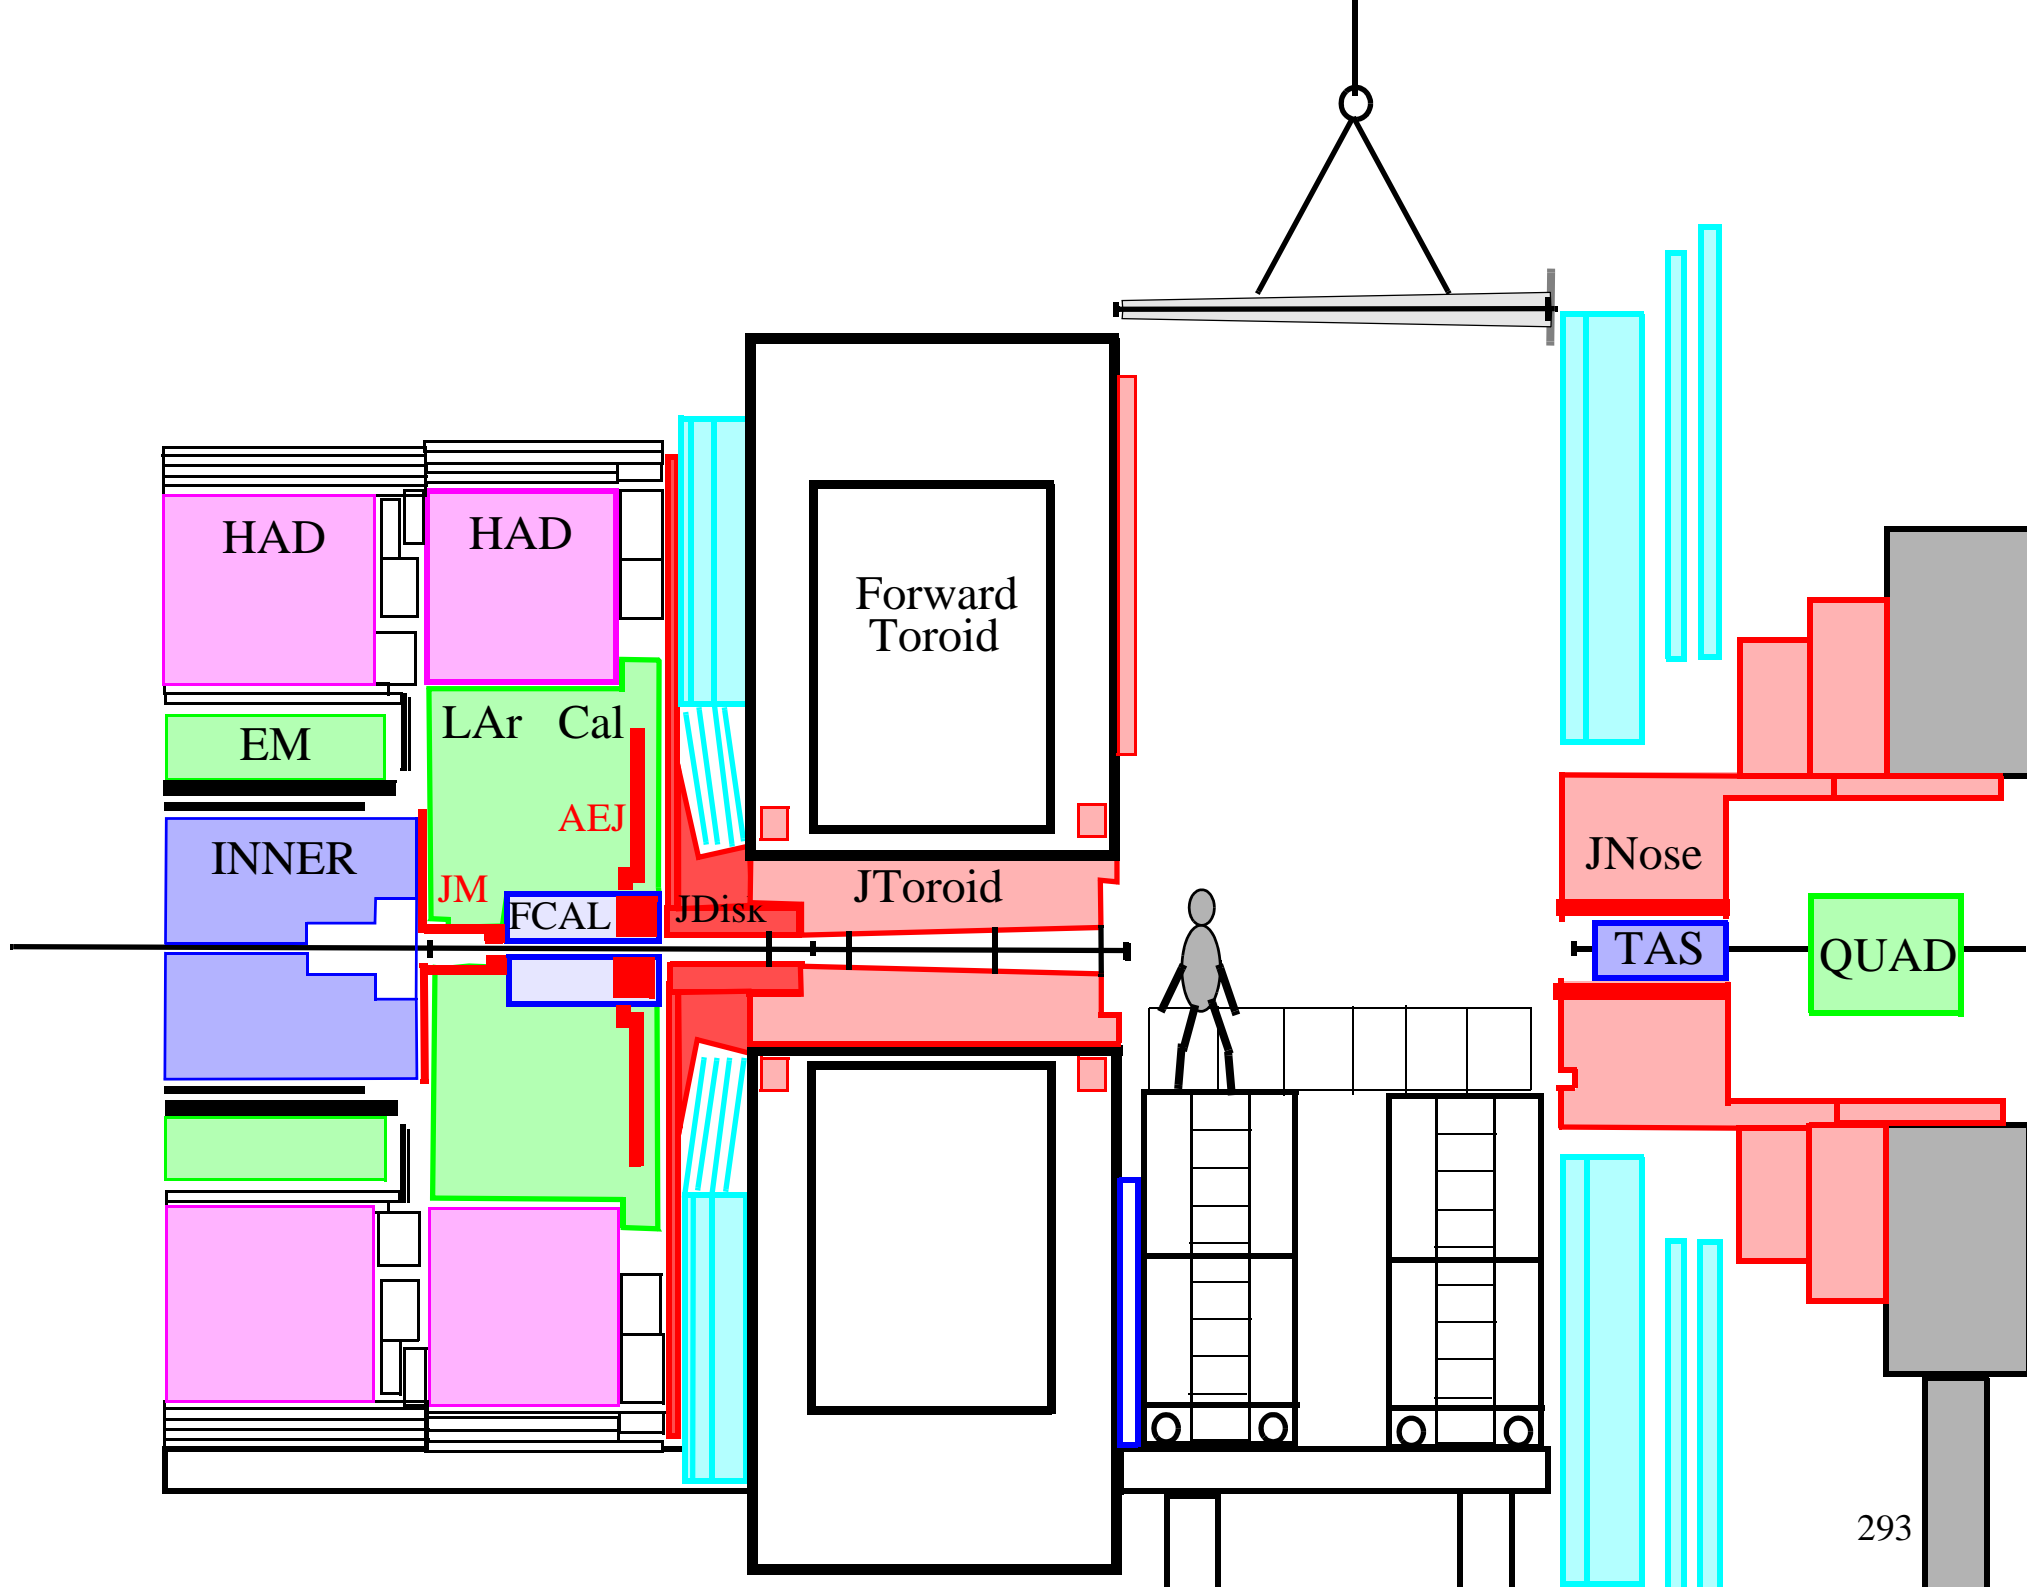 HAD
HAD
Forward
Toroid
LAr Cal
EM
AEJ
INNER
JM
FCAL
JDisk
JToroid
JNose
TAS
QUAD
293